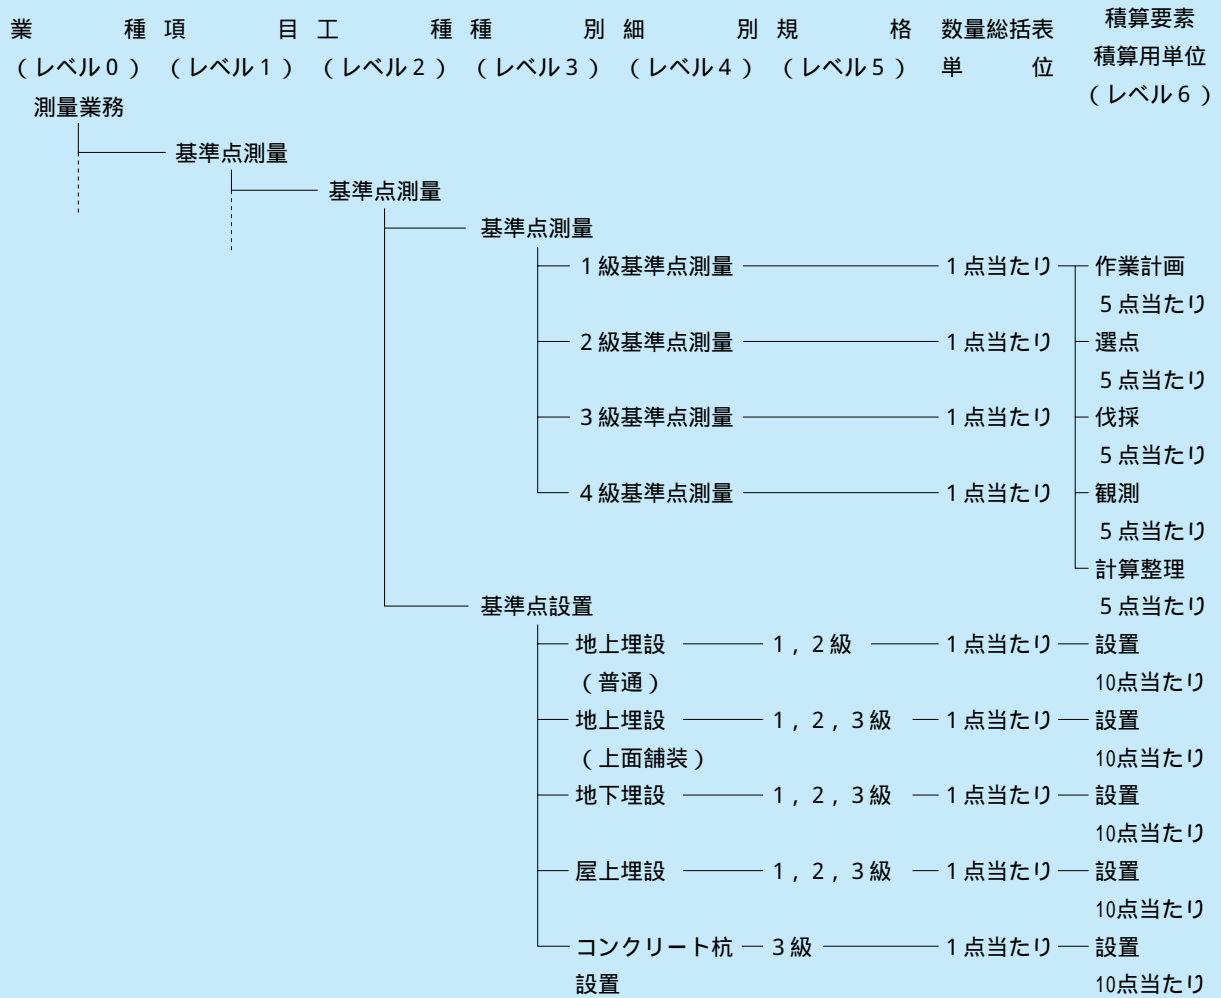 業　種 項　目 工　種 種　別 細　別 規　格 数量総括表 積算要素
（レベル０） （レベル１） （レベル２） （レベル３） （レベル４） （レベル５） 単　位 積算用単位
（レベル６）
測量業務
基準点測量
基準点測量
基準点測量
１級基準点測量 １点当たり 作業計画
５点当たり
２級基準点測量 １点当たり 選点
５点当たり
３級基準点測量 １点当たり 伐採
５点当たり
４級基準点測量 １点当たり 観測
５点当たり
計算整理
基準点設置 ５点当たり
地上埋設 １，２級 １点当たり 設置
（普通） 10点当たり
地上埋設 １，２，３級 １点当たり 設置
（上面舗装） 10点当たり
地下埋設 １，２，３級 １点当たり 設置
10点当たり
屋上埋設 １，２，３級 １点当たり 設置
10点当たり
コンクリート杭 ３級 １点当たり 設置
設置 10点当たり